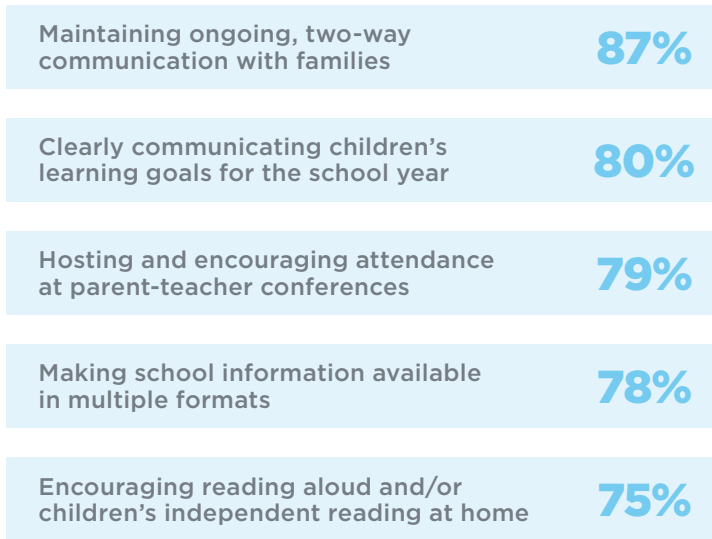 Maintaining ongoing, two-way
communication with families
87%
Clearly communicating children’s
learning goals for the school year
80%
Hosting and encouraging attendance
at parent-teacher conferences
79%
Making school information available
in multiple formats
78%
Encouraging reading aloud and/or
children’s independent reading at home
75%